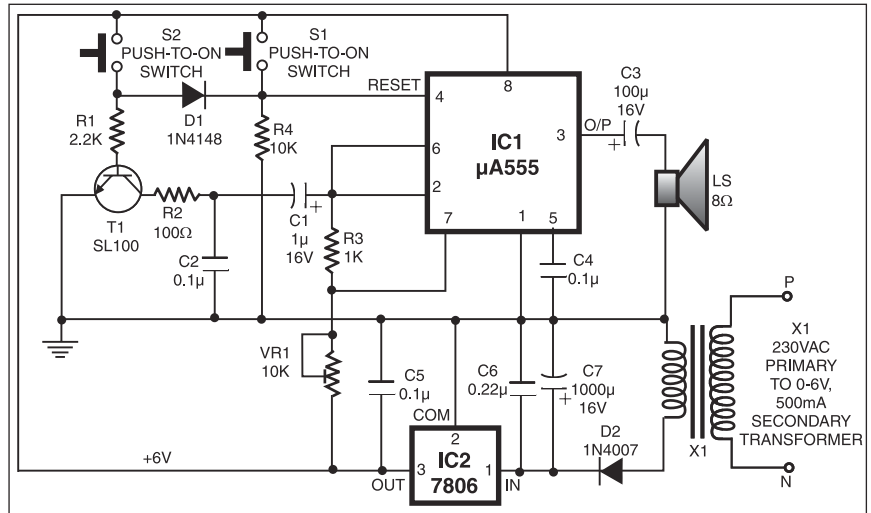 S2
PUSH-TO-ON
SWITCH
S1
PUSH-TO-ON
SWITCH
RESET
4
8
C3
100µ
16V
R1
2.2K
D1
1N4148
R4
10K
6
2
7
IC1
µA555
3
O/P
+
1
5
LS
8Ω
T1
SL100
R2
100Ω
C1
1µ
16V
+
R3
1K
C2
0.1µ
C4
0.1µ
P
VR1
10K
C5
0.1µ
COM
C6
0.22µ
C7
1000µ
16V
+
X1
230VAC
PRIMARY
TO 0-6V,
500mA
SECONDARY
TRANSFORMER
X1
D2
1N4007
+6V
OUT
3
2
IC2
7806
1
IN
N